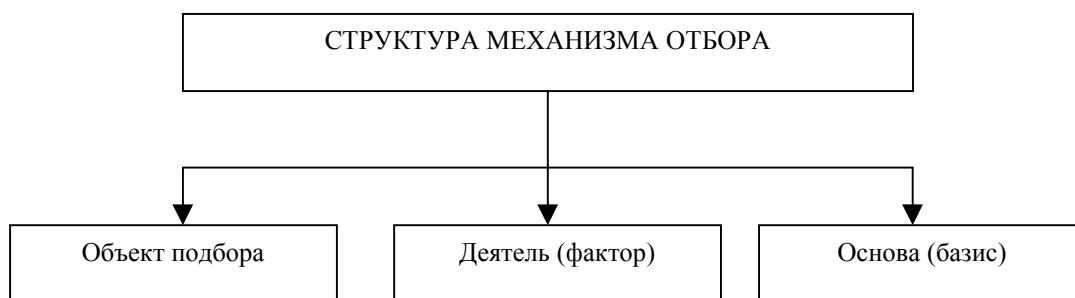 СТРУКТУРА МЕХАНИЗМА ОТБОРА
Объект подбора
Деятель (фактор)
Основа (базис)